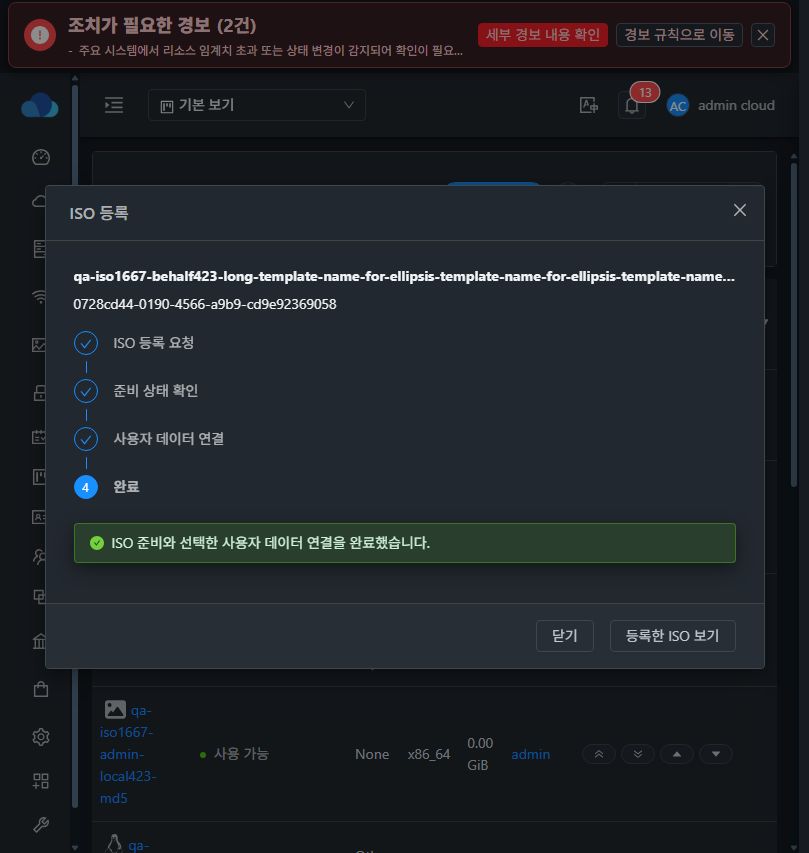 조치가 필요한 경보 (2건)
- 주요 시스템에서 리소스 임계치 초과 또는 상태 변경이 감지되어 확인이 필요...
세부 경보 내용 확인
경보 규칙으로 이동
기본 보기
13
AC
admin cloud
ISO 등록
qa-iso1667-behalf423-long-template-name-for-ellipsis-template-name-for-ellipsis-template-name...
0728cd44-0190-4566-a9b9-cd9e92369058
ISO 등록 요청
준비 상태 확인
사용자 데이터 연결
4 완료
ISO 준비와 선택한 사용자 데이터 연결을 완료했습니다.
닫기
등록한 ISO 보기
qa-
iso1667-
admin-
local423-
md5
사용 가능
None
x86_64
0.00
GiB
admin
qa-